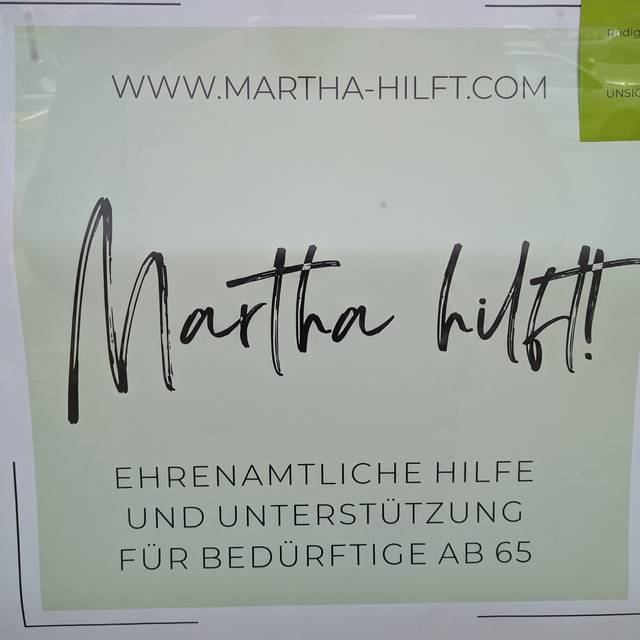 WWW.MARTHA-HILFT.COM
Martha hilft!
EHRENAMTLICHE HILFE
UND UNTERSTÜTZUNG
FÜR BEDÜRFTIGE AB 65